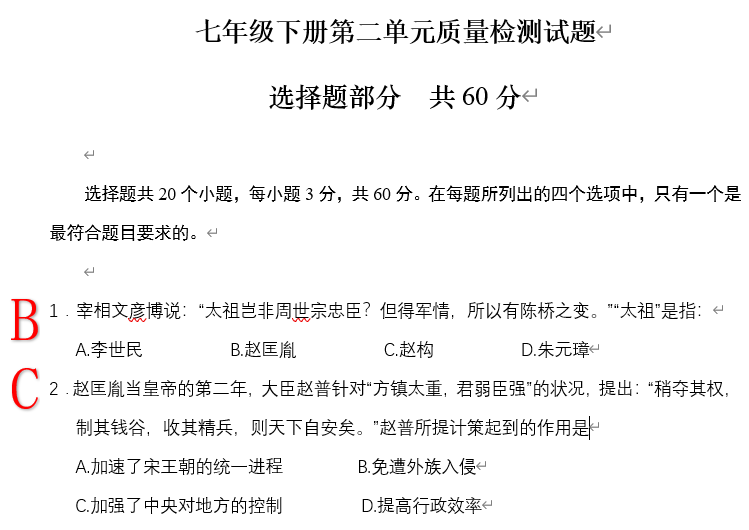 七年级下册第二单元质量检测试题
选择题部分　共 60 分
选择题共 20 个小题，每小题 3 分，共 60 分。在每题所列出的四个选项中，只有一个是
最符合题目要求的。
B
1．宰相文彦博说：“太祖岂非周世宗忠臣？但得军情，所以有陈桥之变。”“太祖”是指：
A.李世民 B.赵匡胤 C.赵构 D.朱元璋
C
2．赵匡胤当皇帝的第二年，大臣赵普针对“方镇太重，君弱臣强”的状况，提出：“稍夺其权，
制其钱谷，收其精兵，则天下自安矣。”赵普所提计策起到的作用是
A.加速了宋王朝的统一进程 B.免遭外族入侵
C.加强了中央对地方的控制 D.提高行政效率